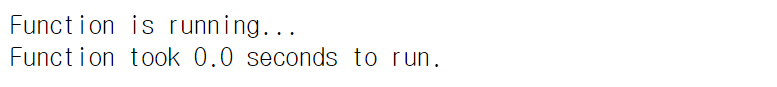 Function is running...
Function took 0.0 seconds to run.